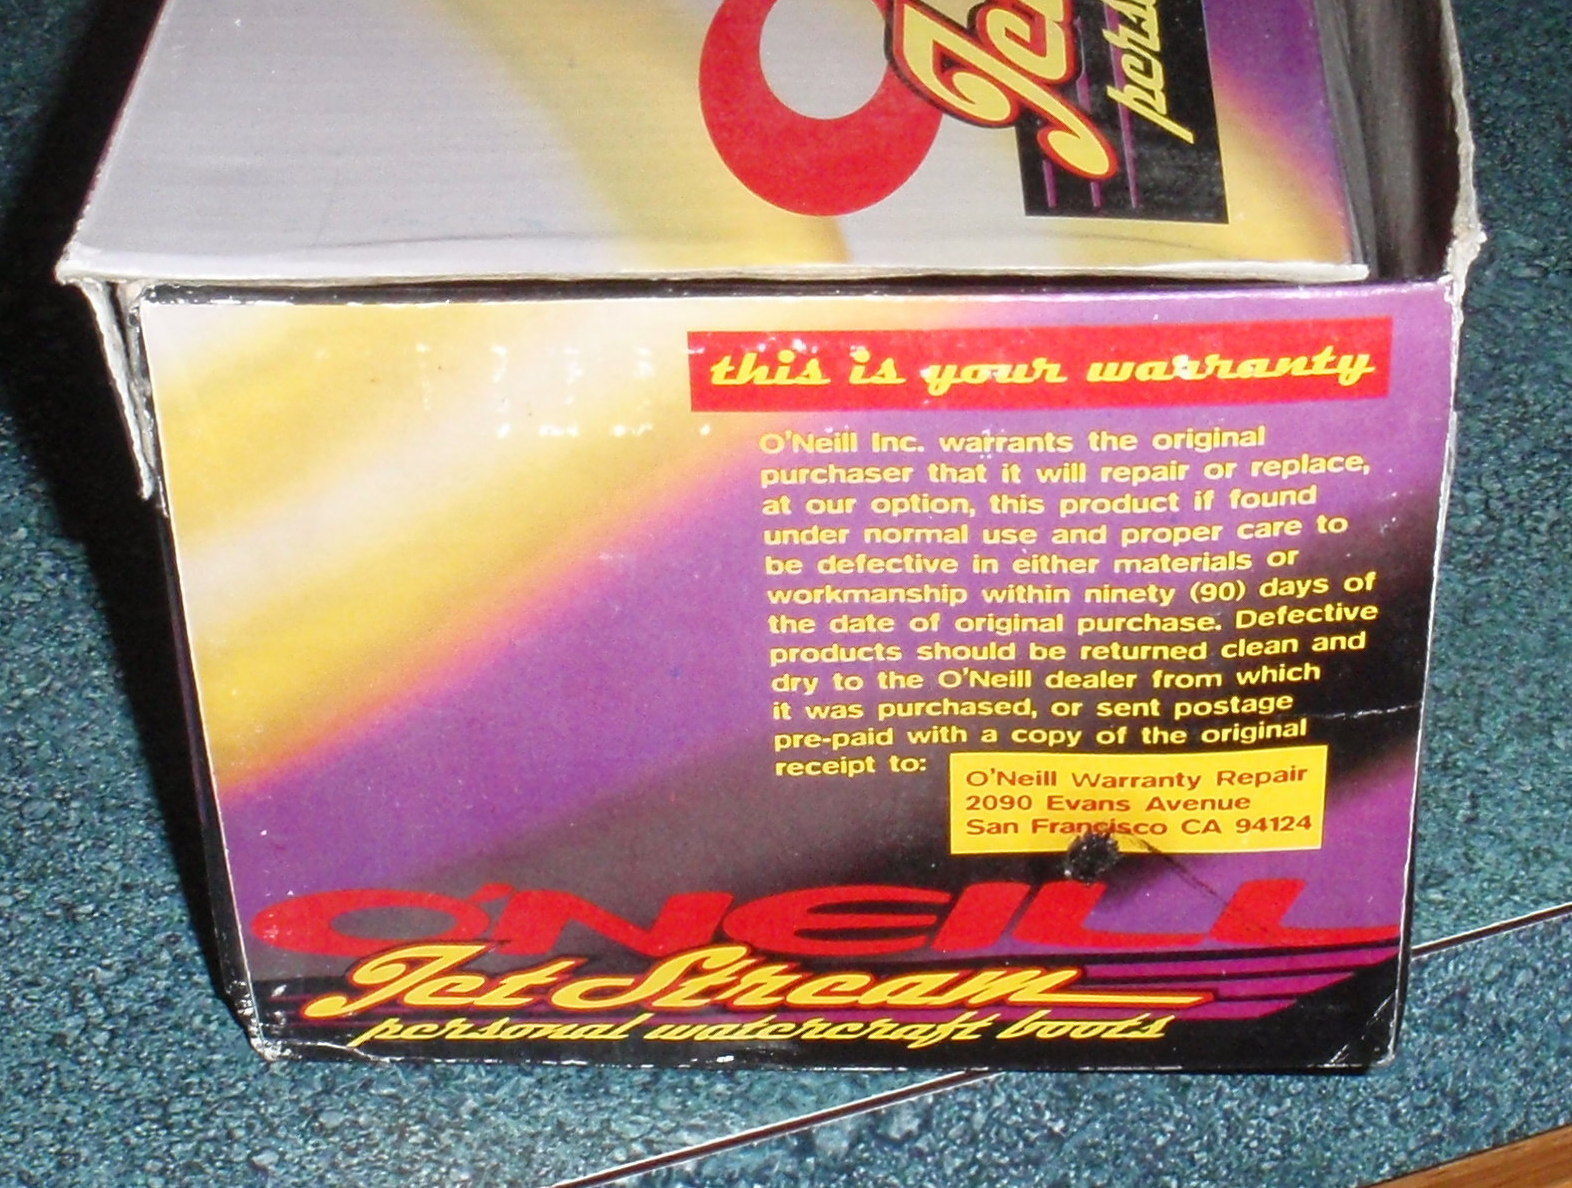 Jet
pers
this is your warranty
O'Neill Inc. warrants the original
purchaser that it will repair or replace,
at our option, this product if found
under normal use and proper care to
be defective in either materials or
workmanship within ninety (90) days of
the date of original purchase. Defective
products should be returned clean and
dry to the O'Neill dealer from which
it was purchased, or sent postage
pre-paid with a copy of the original
receipt to:
O'Neill Warranty Repair
2090 Evans Avenue
San Francisco CA 94124
O'NEILL
Jet Stream
personal watercraft boots